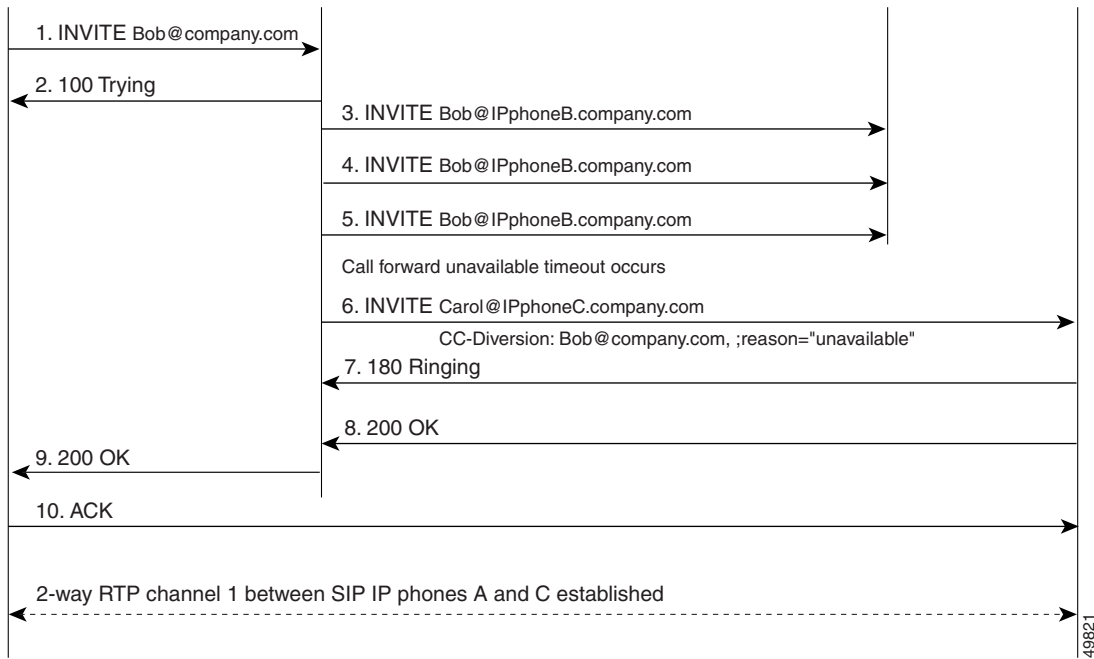 1. INVITE Bob@company.com
2. 100 Trying
3. INVITE Bob@IPphoneB.company.com
4. INVITE Bob@IPphoneB.company.com
5. INVITE Bob@IPphoneB.company.com
Call forward unavailable timeout occurs
6. INVITE Carol@IPphoneC.company.com
CC-Diversion: Bob@company.com, ;reason="unavailable"
7. 180 Ringing
8. 200 OK
9. 200 OK
10. ACK
2-way RTP channel 1 between SIP IP phones A and C established
49821